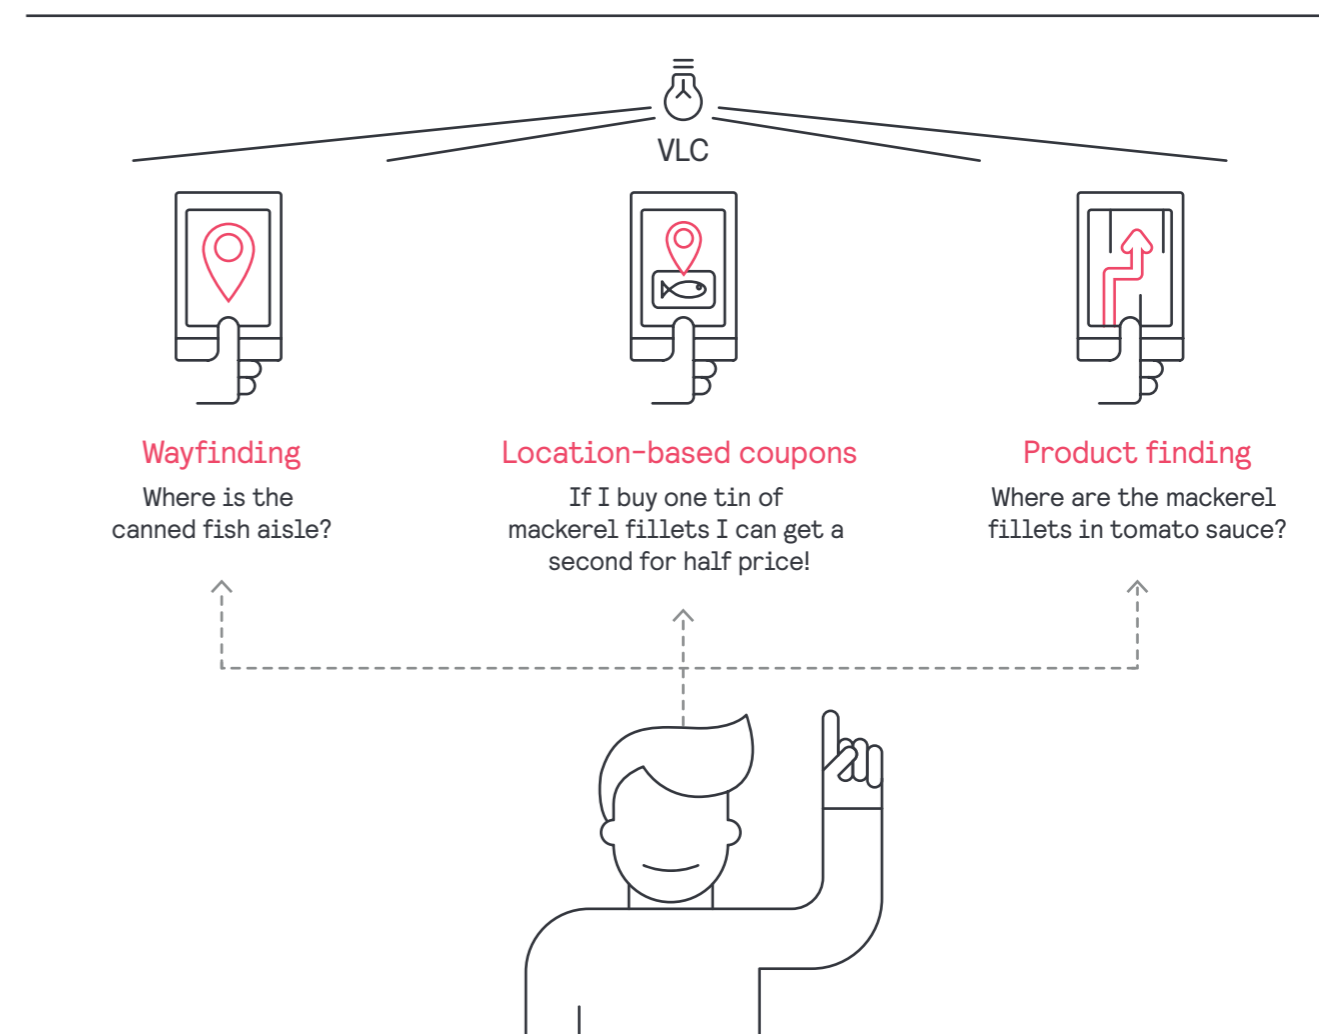 VLC
Wayfinding
Where is the
canned fish aisle?
Location-based coupons
If I buy one tin of
mackerel fillets I can get a
second for half price!
Product finding
Where are the mackerel
fillets in tomato sauce?